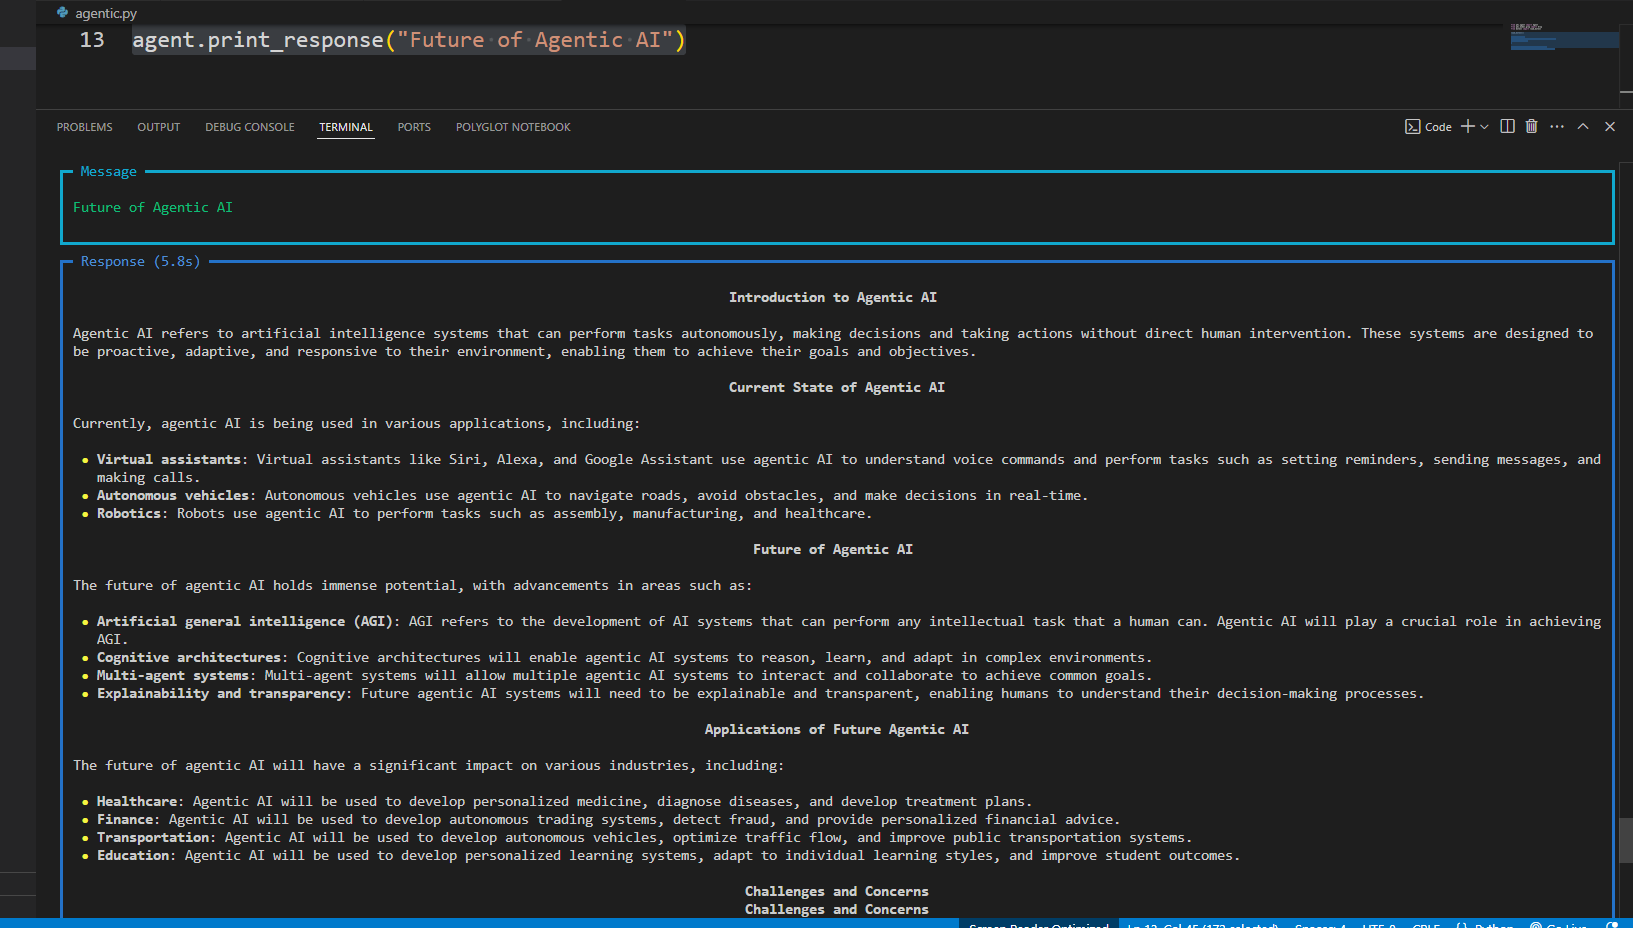 agentic.py
13 agent.print_response("Future of Agentic AI")
PROBLEMS OUTPUT DEBUG CONSOLE TERMINAL PORTS POLYGLOT NOTEBOOK Code
Message
Future of Agentic AI
Response (5.8s)
Introduction to Agentic AI
Agentic AI refers to artificial intelligence systems that can perform tasks autonomously, making decisions and taking actions without direct human intervention. These systems are designed to
be proactive, adaptive, and responsive to their environment, enabling them to achieve their goals and objectives.
Current State of Agentic AI
Currently, agentic AI is being used in various applications, including:
• Virtual assistants: Virtual assistants like Siri, Alexa, and Google Assistant use agentic AI to understand voice commands and perform tasks such as setting reminders, sending messages, and
making calls.
• Autonomous vehicles: Autonomous vehicles use agentic AI to navigate roads, avoid obstacles, and make decisions in real-time.
• Robotics: Robots use agentic AI to perform tasks such as assembly, manufacturing, and healthcare.
Future of Agentic AI
The future of agentic AI holds immense potential, with advancements in areas such as:
• Artificial general intelligence (AGI): AGI refers to the development of AI systems that can perform any intellectual task that a human can. Agentic AI will play a crucial role in achieving
AGI.
• Cognitive architectures: Cognitive architectures will enable agentic AI systems to reason, learn, and adapt in complex environments.
• Multi-agent systems: Multi-agent systems will allow multiple agentic AI systems to interact and collaborate to achieve common goals.
• Explainability and transparency: Future agentic AI systems will need to be explainable and transparent, enabling humans to understand their decision-making processes.
Applications of Future Agentic AI
The future of agentic AI will have a significant impact on various industries, including:
• Healthcare: Agentic AI will be used to develop personalized medicine, diagnose diseases, and develop treatment plans.
• Finance: Agentic AI will be used to develop autonomous trading systems, detect fraud, and provide personalized financial advice.
• Transportation: Agentic AI will be used to develop autonomous vehicles, optimize traffic flow, and improve public transportation systems.
• Education: Agentic AI will be used to develop personalized learning systems, adapt to individual learning styles, and improve student outcomes.
Challenges and Concerns
Challenges and Concerns
Screen Reader Optimized Ln 13, Col 45 (173 selected) Spaces: 4 UTF-8 CRLF { } Python Go Live